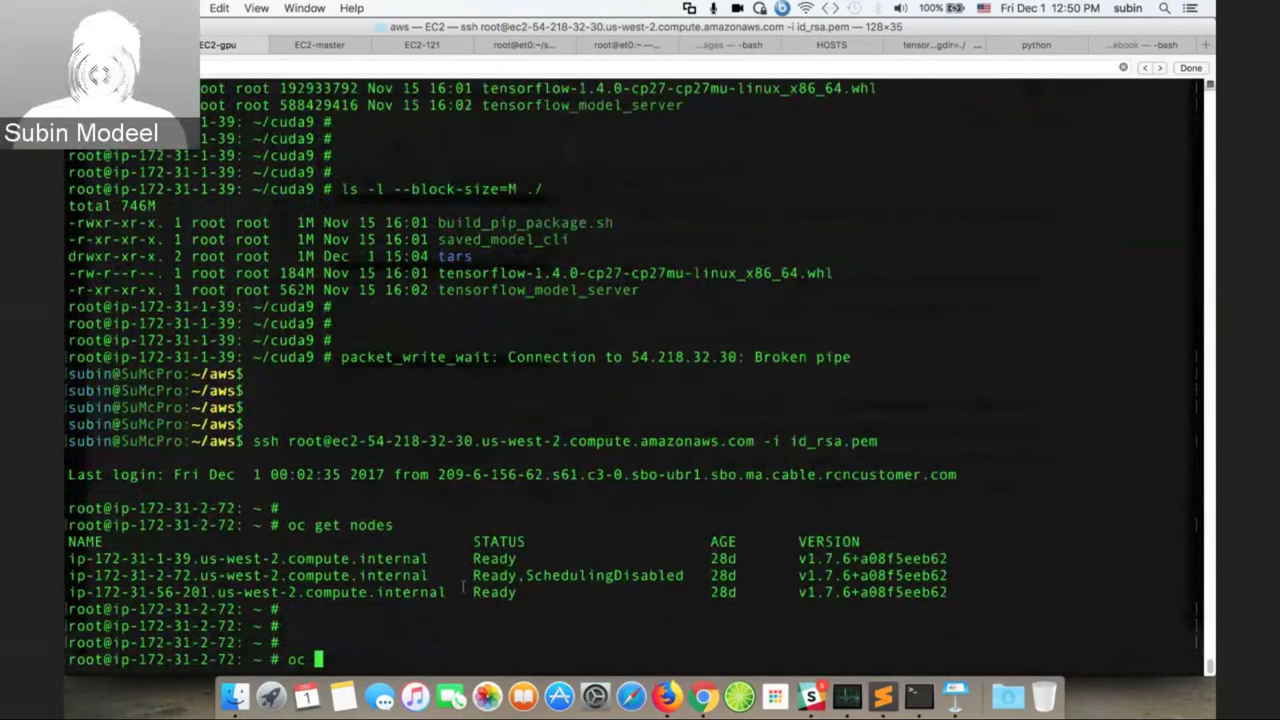 Edit View Window Help 100% Fri Dec 1 12:50 PM subin
aws — EC2 — ssh root@ec2-54-218-32-30.us-west-2.compute.amazonaws.com -i id_rsa.pem — 128×35
EC2-gpu EC2-master EC2-121 root@et0:~/s... root@et0:~ —... ...ages — -bash HOSTS tensor...gdir=./ ... python ...ebook — -bash
Done
root root 192933792 Nov 15 16:01 tensorflow-1.4.0-cp27-cp27mu-linux_x86_64.whl
root root 588429416 Nov 15 16:02 tensorflow_model_server
root@ip-172-31-1-39: ~/cuda9 #
Subin Modeel
root@ip-172-31-1-39: ~/cuda9 #
root@ip-172-31-1-39: ~/cuda9 #
root@ip-172-31-1-39: ~/cuda9 #
root@ip-172-31-1-39: ~/cuda9 # ls -l --block-size=M ./
total 746M
-rwxr-xr-x. 1 root root 1M Nov 15 16:01 build_pip_package.sh
-r-xr-xr-x. 1 root root 1M Nov 15 16:01 saved_model_cli
drwxr-xr-x. 2 root root 1M Dec 1 15:04 tars
-rw-r--r--. 1 root root 184M Nov 15 16:01 tensorflow-1.4.0-cp27-cp27mu-linux_x86_64.whl
-r-xr-xr-x. 1 root root 562M Nov 15 16:02 tensorflow_model_server
root@ip-172-31-1-39: ~/cuda9 #
root@ip-172-31-1-39: ~/cuda9 #
root@ip-172-31-1-39: ~/cuda9 # packet_write_wait: Connection to 54.218.32.30: Broken pipe
subin@SuMcPro:~/aws$
subin@SuMcPro:~/aws$
subin@SuMcPro:~/aws$
subin@SuMcPro:~/aws$
subin@SuMcPro:~/aws$ ssh root@ec2-54-218-32-30.us-west-2.compute.amazonaws.com -i id_rsa.pem
Last login: Fri Dec 1 00:02:35 2017 from 209-6-156-62.s61.c3-0.sbo-ubr1.sbo.ma.cable.rcncustomer.com
root@ip-172-31-2-72: ~ #
root@ip-172-31-2-72: ~ # oc get nodes
NAME STATUS AGE VERSION
ip-172-31-1-39.us-west-2.compute.internal Ready 28d v1.7.6+a08f5eeb62
ip-172-31-2-72.us-west-2.compute.internal Ready,SchedulingDisabled 28d v1.7.6+a08f5eeb62
ip-172-31-56-201.us-west-2.compute.internal Ready 28d v1.7.6+a08f5eeb62
root@ip-172-31-2-72: ~ #
root@ip-172-31-2-72: ~ #
root@ip-172-31-2-72: ~ #
root@ip-172-31-2-72: ~ # oc